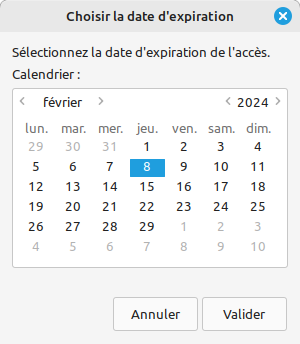 Choisir la date d'expiration
Sélectionnez la date d'expiration de l'accès.
Calendrier :
février 2024
lun. mar. mer. jeu. ven. sam. dim.
29 30 31 1 2 3 4
5 6 7 8 9 10 11
12 13 14 15 16 17 18
19 20 21 22 23 24 25
26 27 28 29 1 2 3
4 5 6 7 8 9 10
Annuler Valider